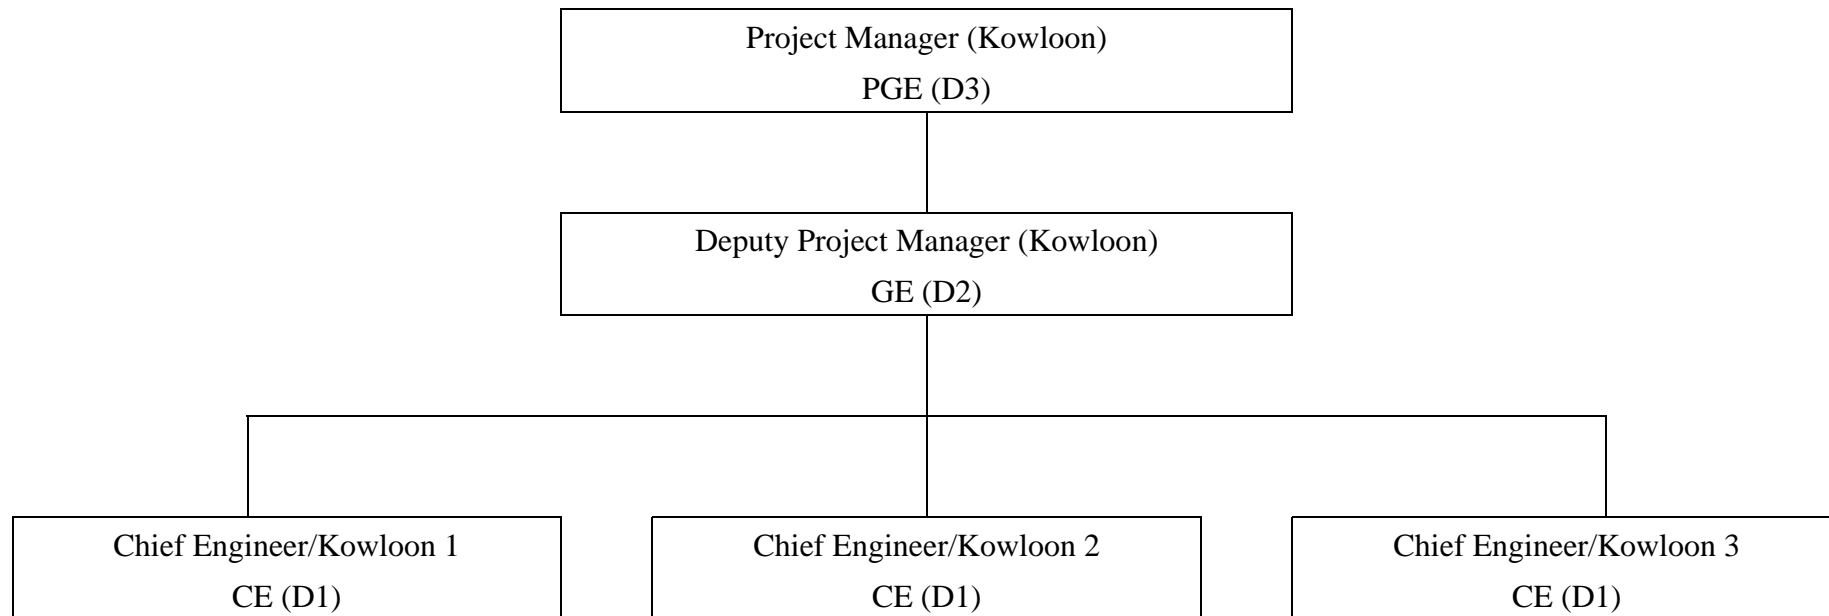 Project Manager (Kowloon)
PGE (D3)
Deputy Project Manager (Kowloon)
GE (D2)
Chief Engineer/Kowloon 1
CE (D1)
Chief Engineer/Kowloon 2
CE (D1)
Chief Engineer/Kowloon 3
CE (D1)